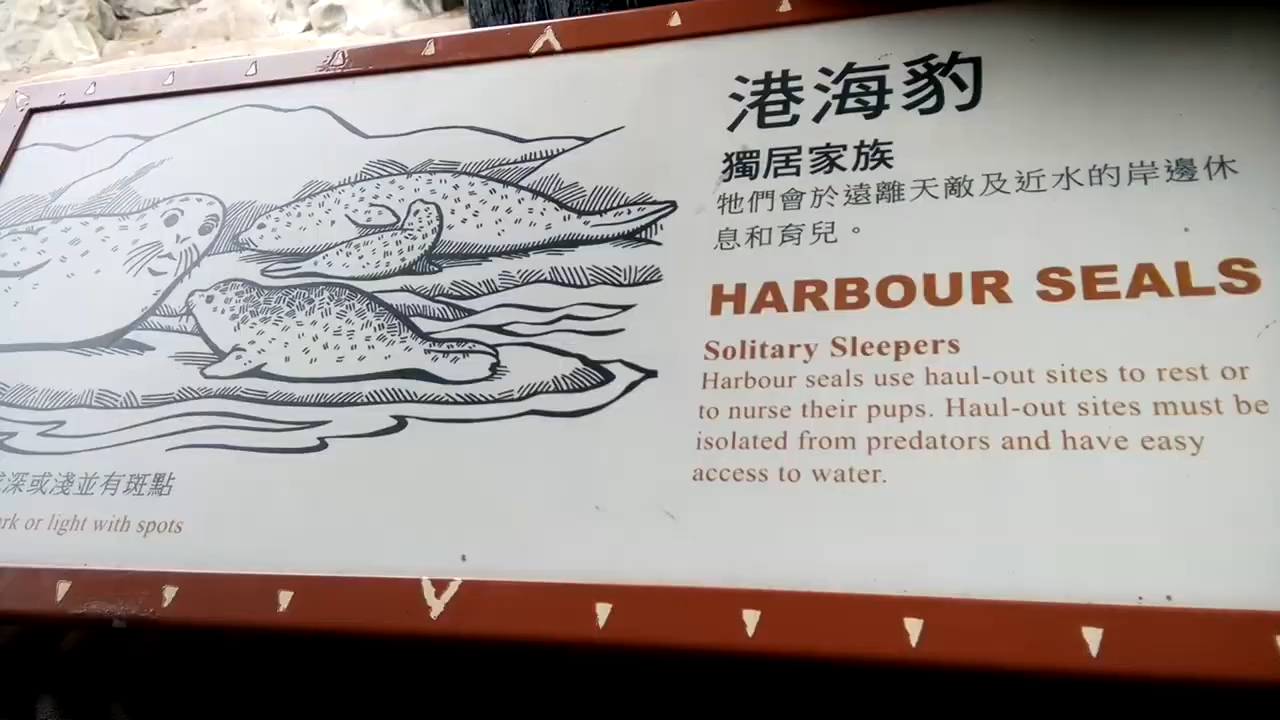 港海豹
獨居家族
牠們會於遠離天敵及近水的岸邊休
息和育兒。
HARBOUR SEALS
Solitary Sleepers
Harbour seals use haul-out sites to rest or
to nurse their pups. Haul-out sites must be
isolated from predators and have easy
access to water.
深或淺並有斑點
or light with spots